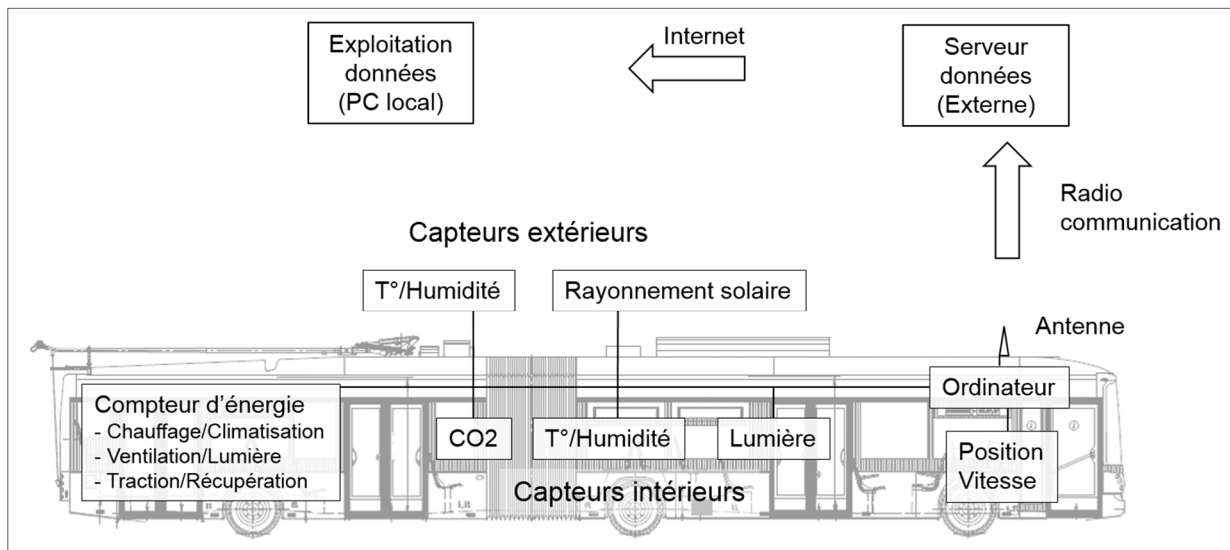 Exploitation
données
(PC local)
Internet
Serveur
données
(Externe)
Radio
communication
Capteurs extérieurs
T°/Humidité
Rayonnement solaire
Antenne
Ordinateur
Compteur d'énergie
- Chauffage/Climatisation
- Ventilation/Lumière
- Traction/Récupération
CO2
T°/Humidité
Lumière
Position
Vitesse
Capteurs intérieurs